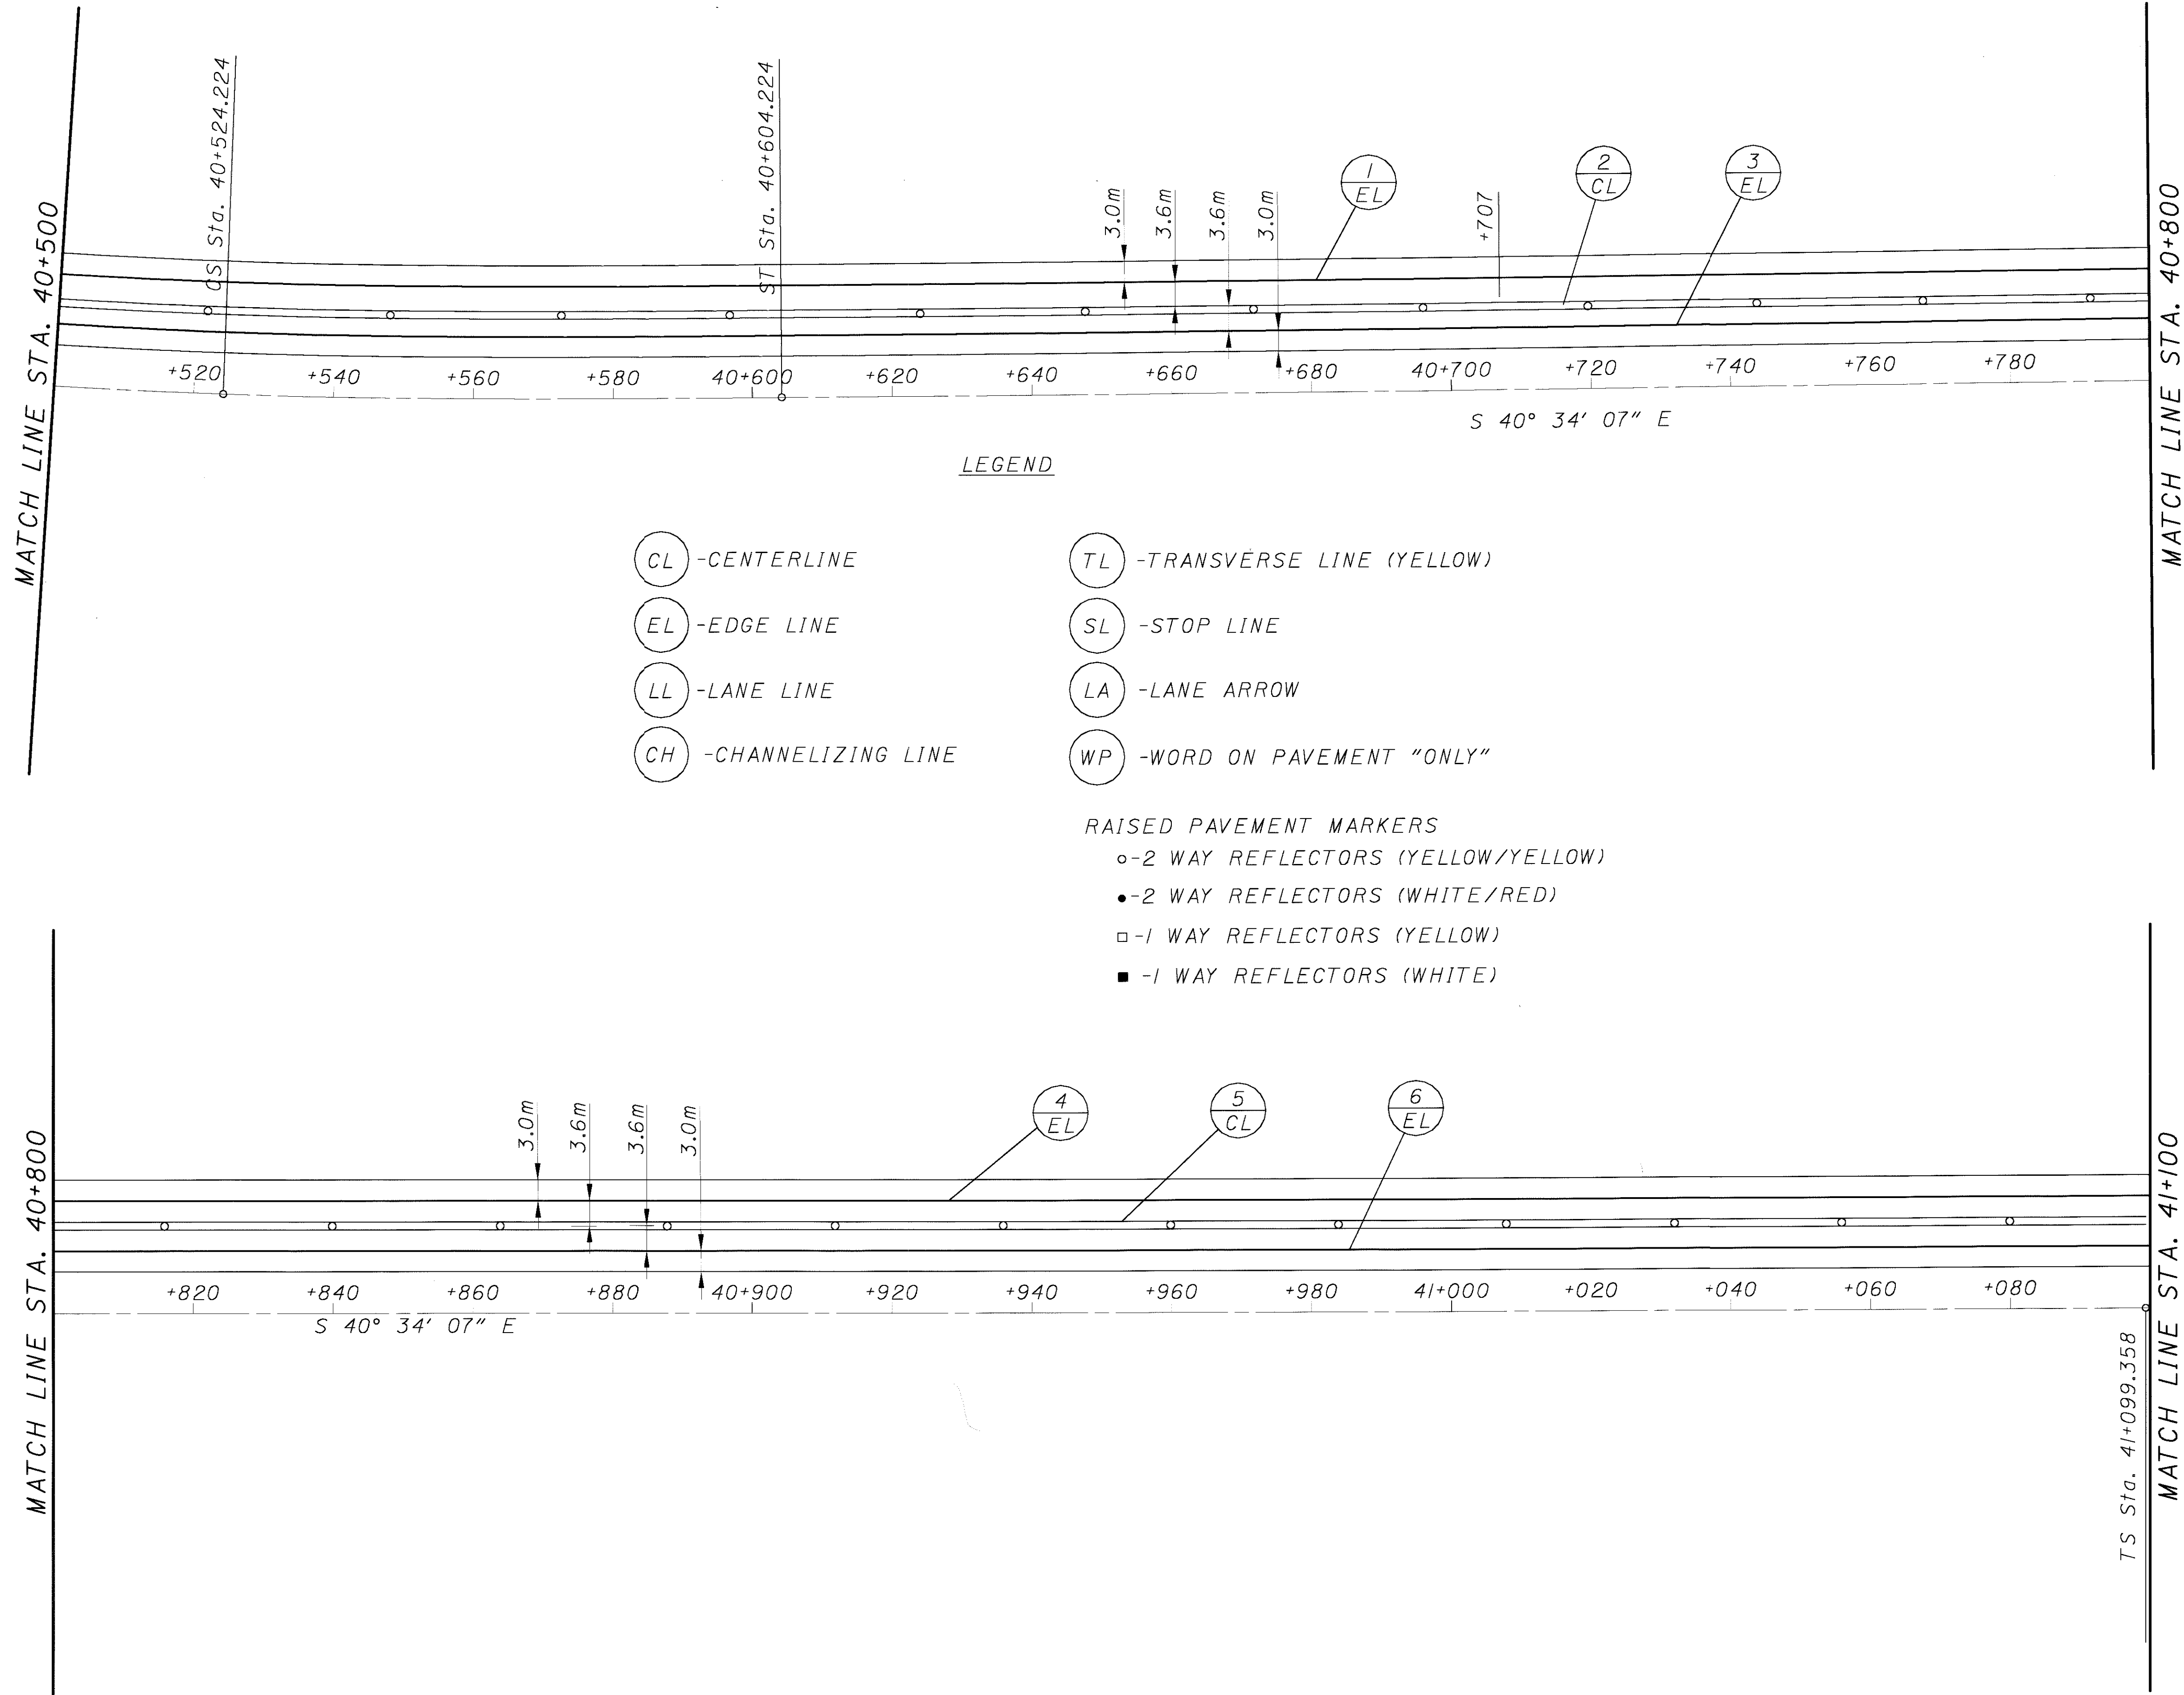 MATCH LINE STA. 40+500
CS Sta. 40+524.224
ST Sta. 40+604.224
3.0m
3.6m
3.6m
3.0m
1
EL
+707
2
CL
3
EL
MATCH LINE STA. 40+800
+520
+540
+560
+580
40+600
+620
+640
+660
+680
40+700
+720
+740
+760
+780
S 40° 34' 07" E
LEGEND
CL -CENTERLINE
EL -EDGE LINE
LL -LANE LINE
CH -CHANNELIZING LINE
TL -TRANSVERSE LINE (YELLOW)
SL -STOP LINE
LA -LANE ARROW
WP -WORD ON PAVEMENT "ONLY"
RAISED PAVEMENT MARKERS
-2 WAY REFLECTORS (YELLOW/YELLOW)
-2 WAY REFLECTORS (WHITE/RED)
-1 WAY REFLECTORS (YELLOW)
-1 WAY REFLECTORS (WHITE)
MATCH LINE STA. 40+800
3.0m
3.6m
3.6m
3.0m
4
EL
5
CL
6
EL
MATCH LINE STA. 41+100
+820
+840
+860
+880
40+900
+920
+940
+960
+980
41+000
+020
+040
+060
+080
S 40° 34' 07" E
TS Sta. 41+099.358